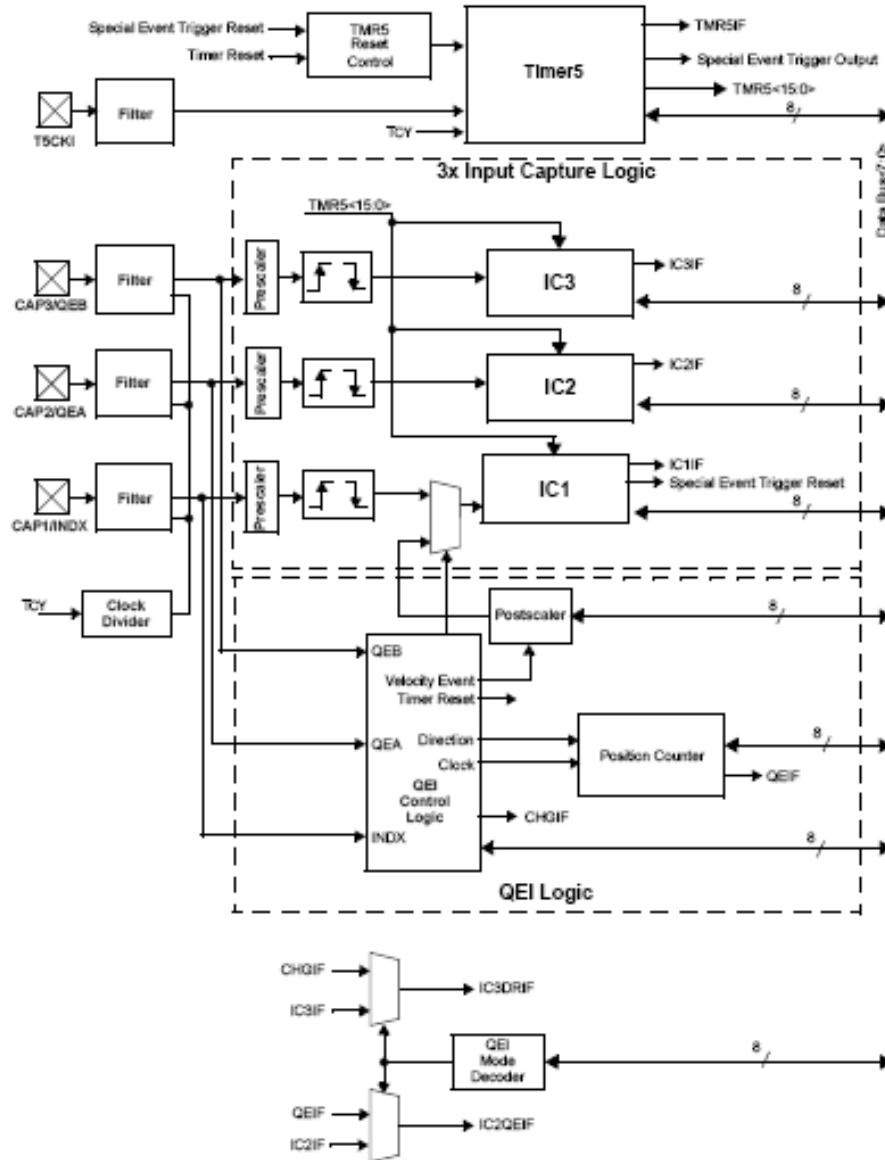 Special Event Trigger Reset
Timer Reset
TMR5
Reset
Control
Timer5
TMR5IF
Special Event Trigger Output
TMR5<15:0>
T5CKI
Filter
TCY
8
Data Bus<7:0>
3x Input Capture Logic
TMR5<15:0>
CAP3/QEB
Filter
Prescaler
IC3
IC3IF
8
CAP2/QEA
Filter
Prescaler
IC2
IC2IF
8
CAP1/INDX
Filter
Prescaler
IC1
IC1IF
Special Event Trigger Reset
8
TCY
Clock
Divider
Postscaler
8
QEB
Velocity Event
Timer Reset
QEA
Direction
Clock
QEI
Control
Logic
INDX
CHGIF
Position Counter
8
QEIF
8
QEI Logic
CHGIF
IC3IF
IC3DRIF
QEI
Mode
Decoder
8
QEIF
IC2IF
IC2QEIF